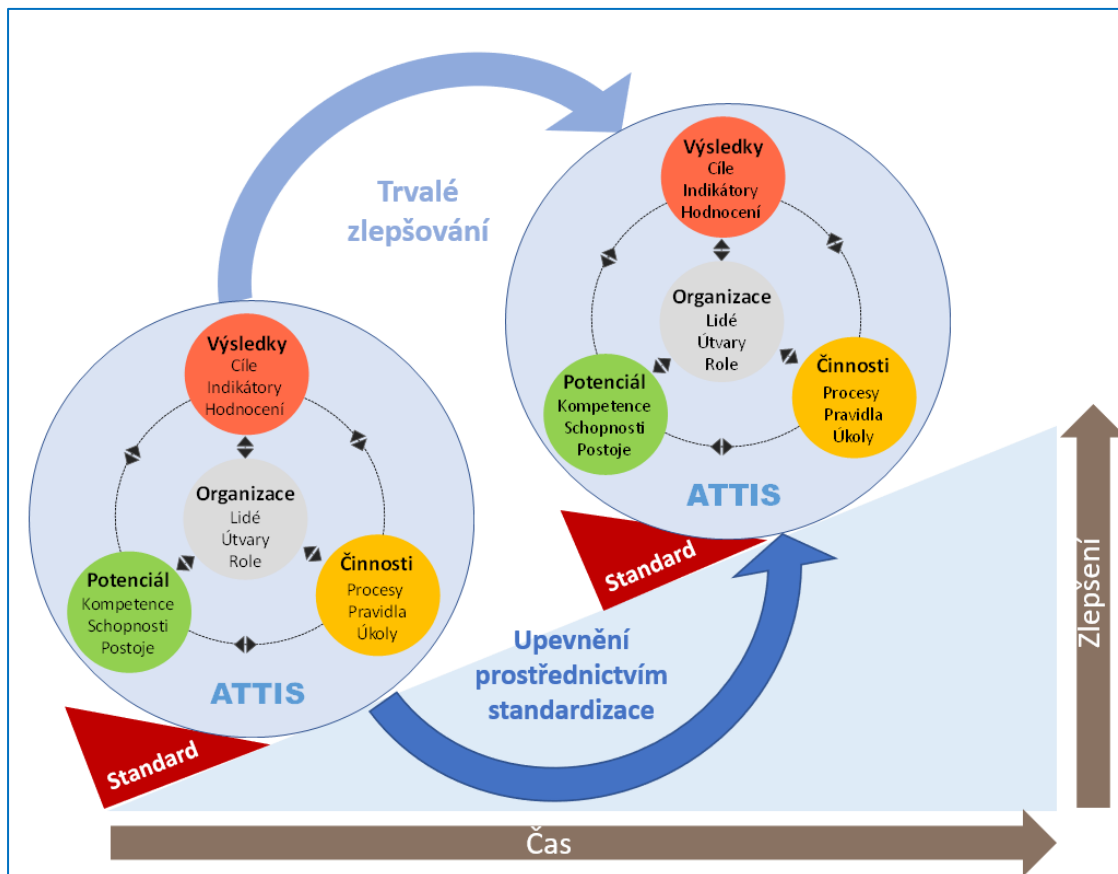 Trvalé
zlepšování
Výsledky
Cíle
Indikátory
Hodnocení
Organizace
Lidé
Útvary
Role
Potenciál
Kompetence
Schopnosti
Postoje
Činnosti
Procesy
Pravidla
Úkoly
ATTIS
Standard
Výsledky
Cíle
Indikátory
Hodnocení
Organizace
Lidé
Útvary
Role
Potenciál
Kompetence
Schopnosti
Postoje
Činnosti
Procesy
Pravidla
Úkoly
ATTIS
Standard
Upevnění
prostřednictvím
standardizace
Zlepšení
Čas